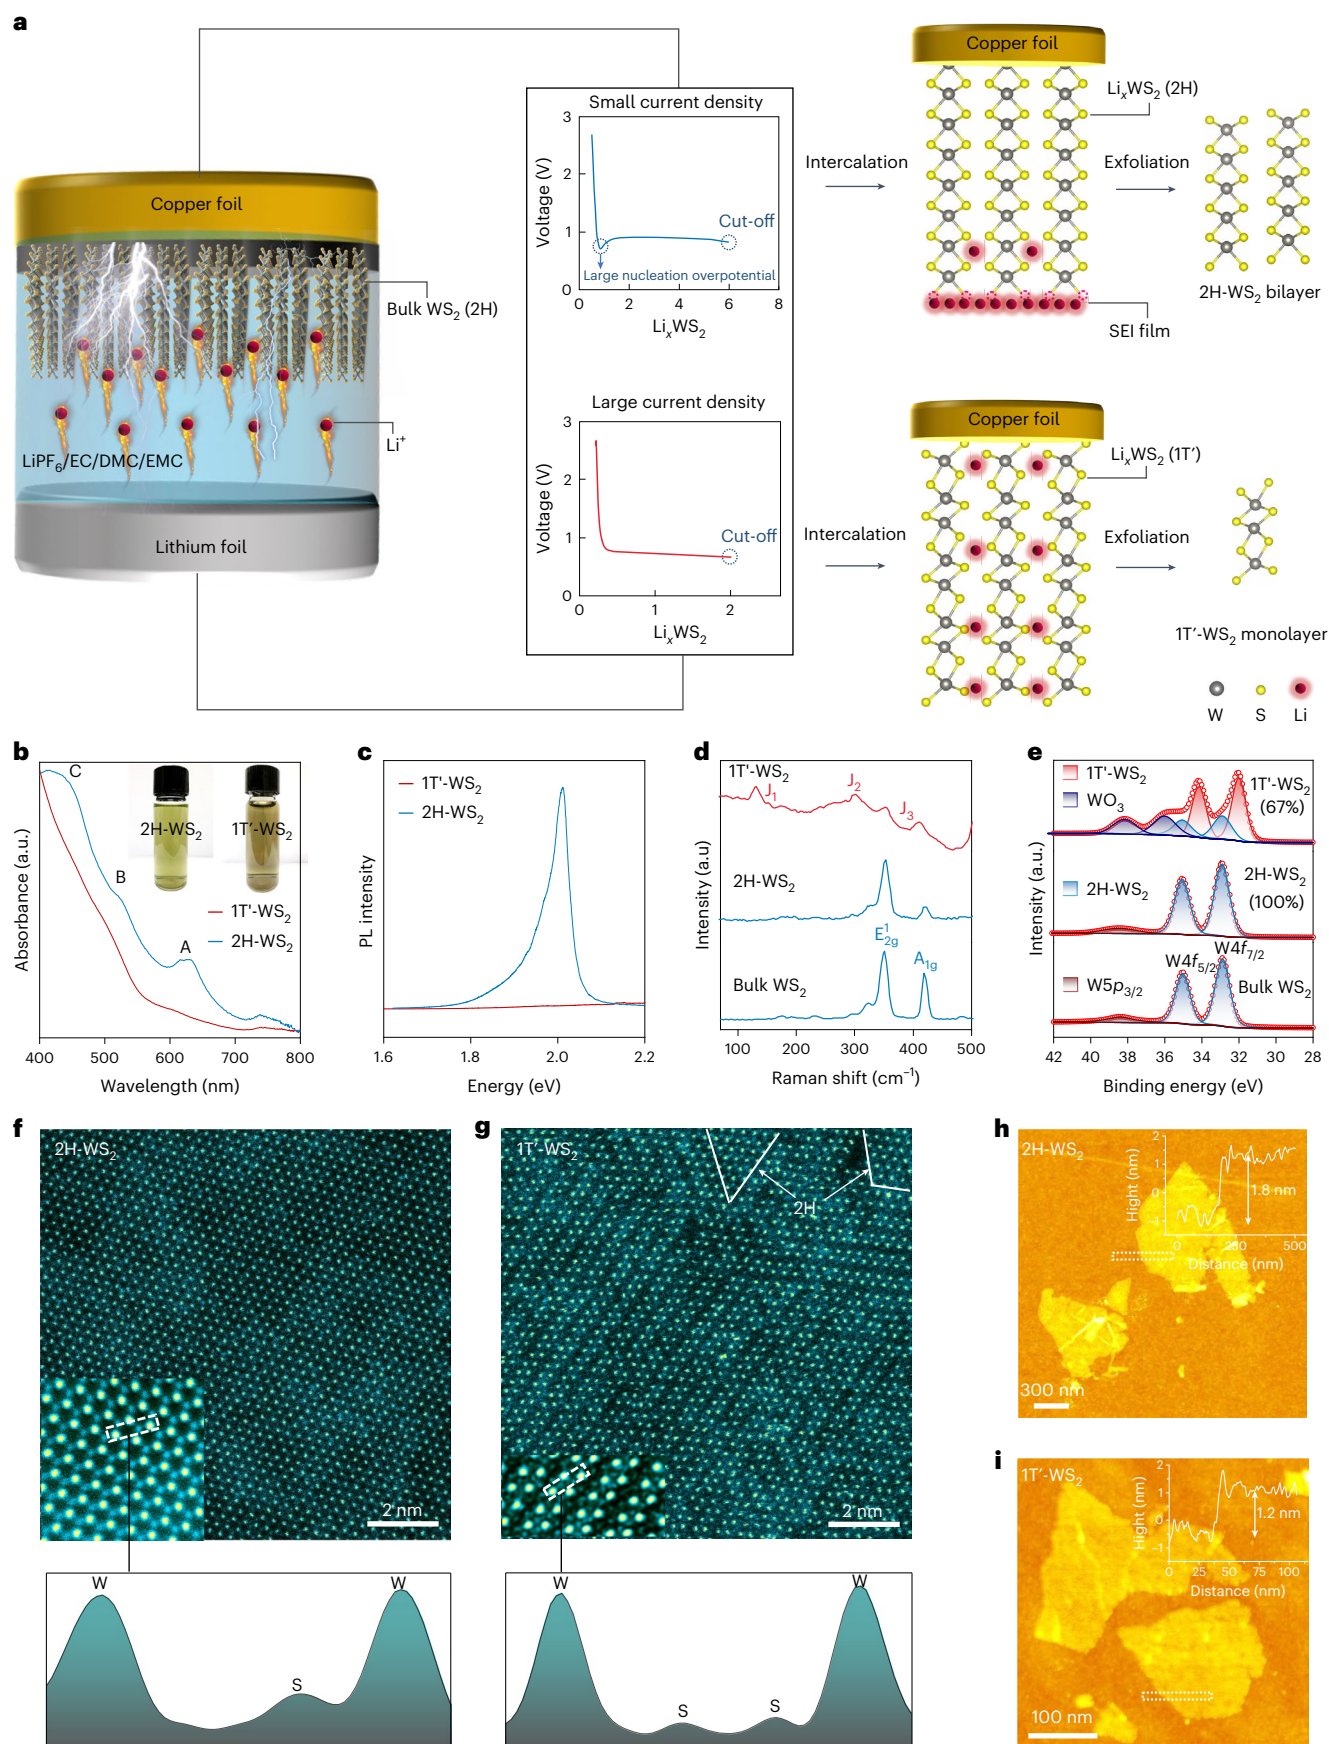 a
Copper foil
Bulk WS₂ (2H)
Li⁺
LiPF₆/EC/DMC/EMC
Lithium foil
Small current density
3
2
1
0
Voltage (V)
Cut-off
Large nucleation overpotential
0 2 4 6 8
LiₓWS₂
Large current density
3
2
1
0
Voltage (V)
Cut-off
0 1 2
LiₓWS₂
Intercalation
Copper foil
LiₓWS₂ (2H)
SEI film
Exfoliation
2H-WS₂ bilayer
Intercalation
Copper foil
LiₓWS₂ (1T′)
Exfoliation
1T′-WS₂ monolayer
W S Li
b
C
B
A
2H-WS₂
1T′-WS₂
1T'-WS₂
2H-WS₂
Absorbance (a.u.)
400 500 600 700 800
Wavelength (nm)
c
1T'-WS₂
2H-WS₂
PL intensity
1.6 1.8 2.0 2.2
Energy (eV)
d
1T'-WS₂
J₁
J₂
J₃
2H-WS₂
E¹₂g
A₁g
Bulk WS₂
Intensity (a.u)
100 200 300 400 500
Raman shift (cm⁻¹)
e
1T'-WS₂
WO₃
1T'-WS₂
(67%)
2H-WS₂
2H-WS₂
(100%)
W4f₅/₂
W4f₇/₂
W5p₃/₂
Bulk WS₂
Intensity (a.u.)
42 40 38 36 34 32 30 28
Binding energy (eV)
f
2H-WS₂
2 nm
W
S
W
g
1T′-WS₂
2H
2 nm
W
S
S
W
h
2H-WS₂
2
1
0
−1
Hight (nm)
1.8 nm
0 250 500
Distance (nm)
300 nm
i
1T′-WS₂
2
1
0
−1
Hight (nm)
1.2 nm
0 25 50 75 100
Distance (nm)
100 nm